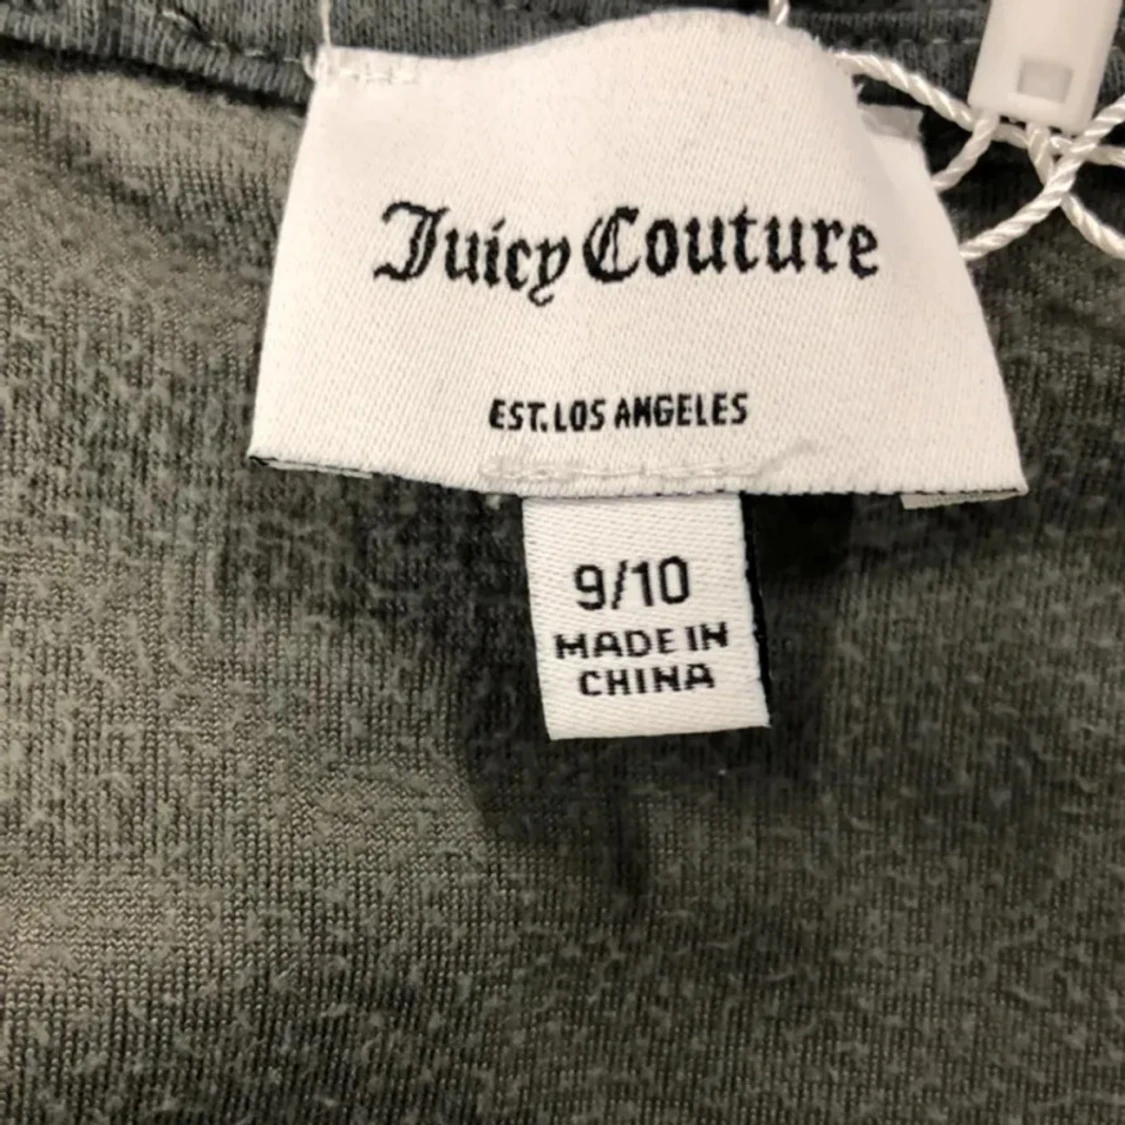 Juicy Couture
EST. LOS ANGELES
9/10
MADE IN
CHINA